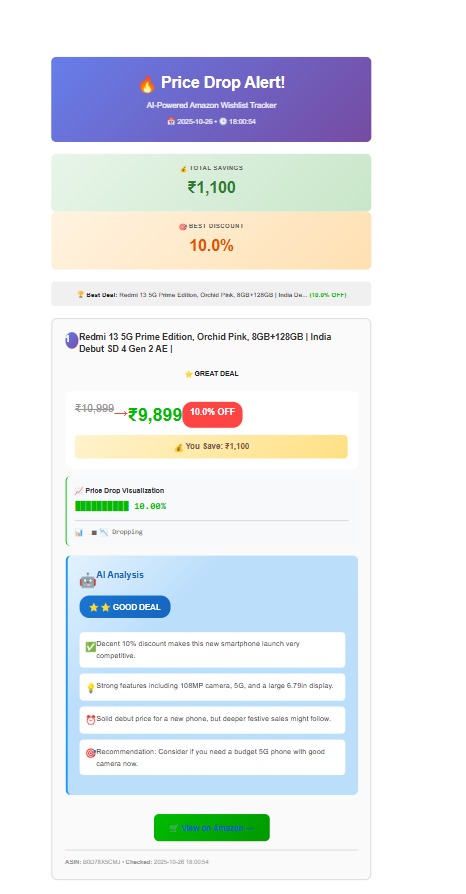 🔥 Price Drop Alert!
AI-Powered Amazon Wishlist Tracker
📅 2025-10-26 • 🕒 18:00:54
💰 TOTAL SAVINGS
₹1,100
🎯 BEST DISCOUNT
10.0%
🏆 Best Deal: Redmi 13 5G Prime Edition, Orchid Pink, 8GB+128GB | India De... (10.0% OFF)
1 Redmi 13 5G Prime Edition, Orchid Pink, 8GB+128GB | India
Debut SD 4 Gen 2 AE |
⭐ GREAT DEAL
₹10,999 → ₹9,899 10.0% OFF
💰 You Save: ₹1,100
📈 Price Drop Visualization
██████████ 10.00%
📊 ■ 📉 Dropping
🤖 AI Analysis
⭐⭐ GOOD DEAL
✅ Decent 10% discount makes this new smartphone launch very
competitive.
💡 Strong features including 108MP camera, 5G, and a large 6.79in display.
⏰ Solid debut price for a new phone, but deeper festive sales might follow.
🎯 Recommendation: Consider if you need a budget 5G phone with good
camera now.
🛒 View on Amazon →
ASIN: B0D78X5CMJ • Checked: 2025-10-26 18:00:54